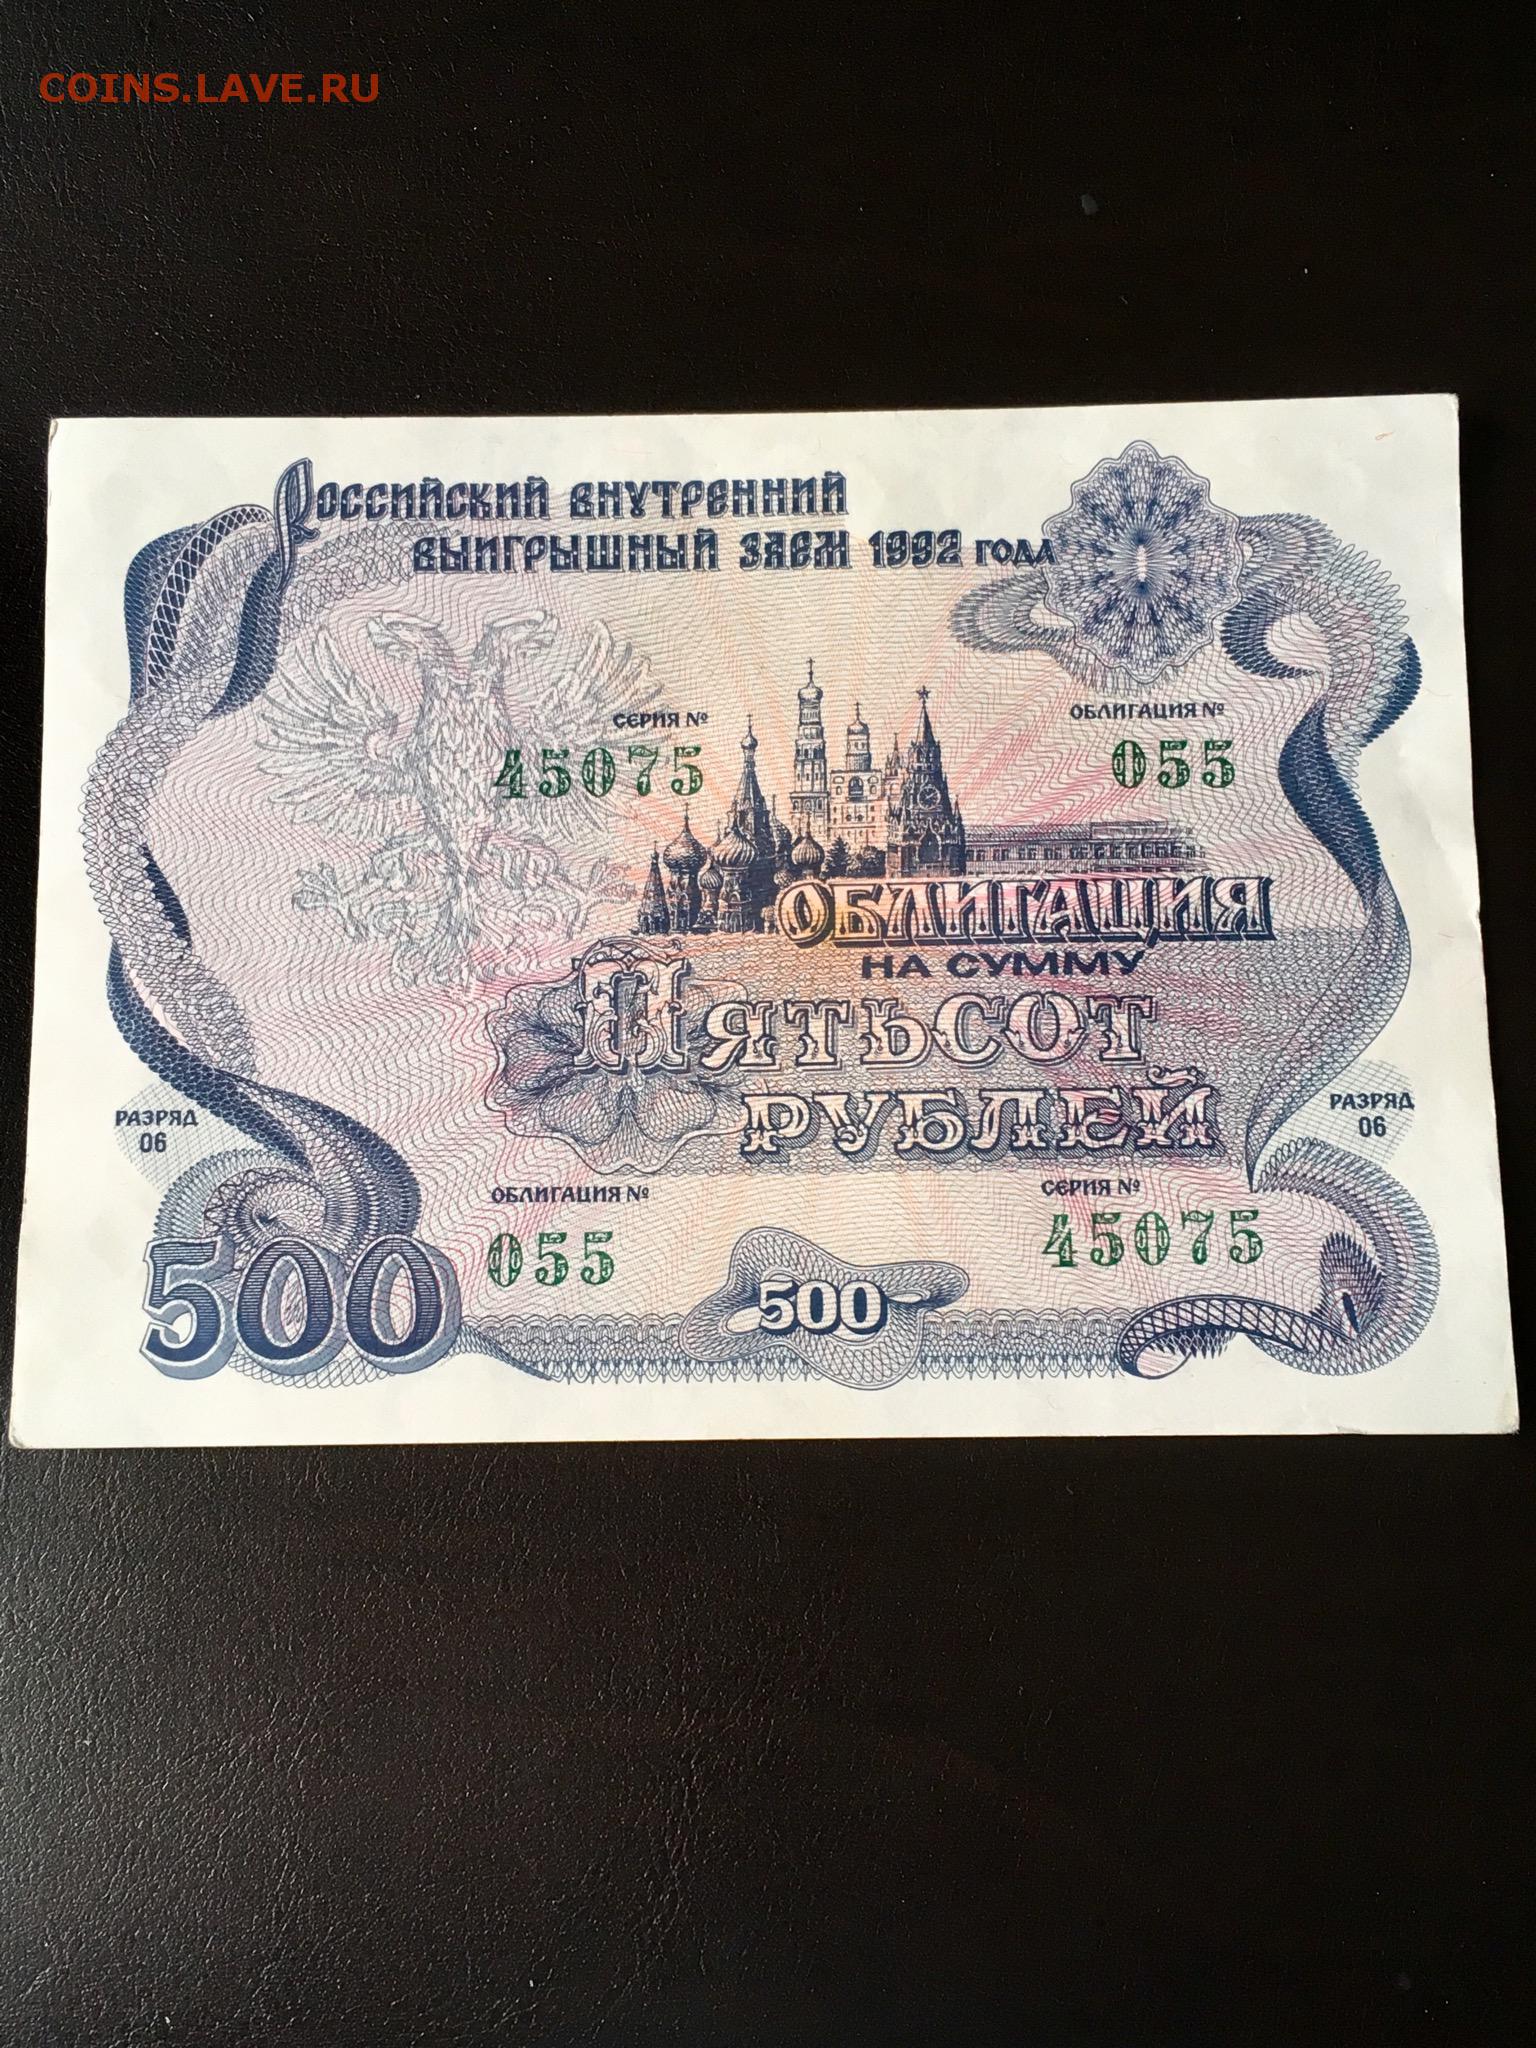 COINS.LAVE.RU
Российский внутренний
выигрышный заем 1992 года
СЕРИЯ № ОБЛИГАЦИЯ №
45075 055
ОБЛИГАЦИЯ
НА СУММУ
Пятьсот
рублей
РАЗРЯД 06
РАЗРЯД 06
ОБЛИГАЦИЯ № СЕРИЯ №
055 45075
500 500